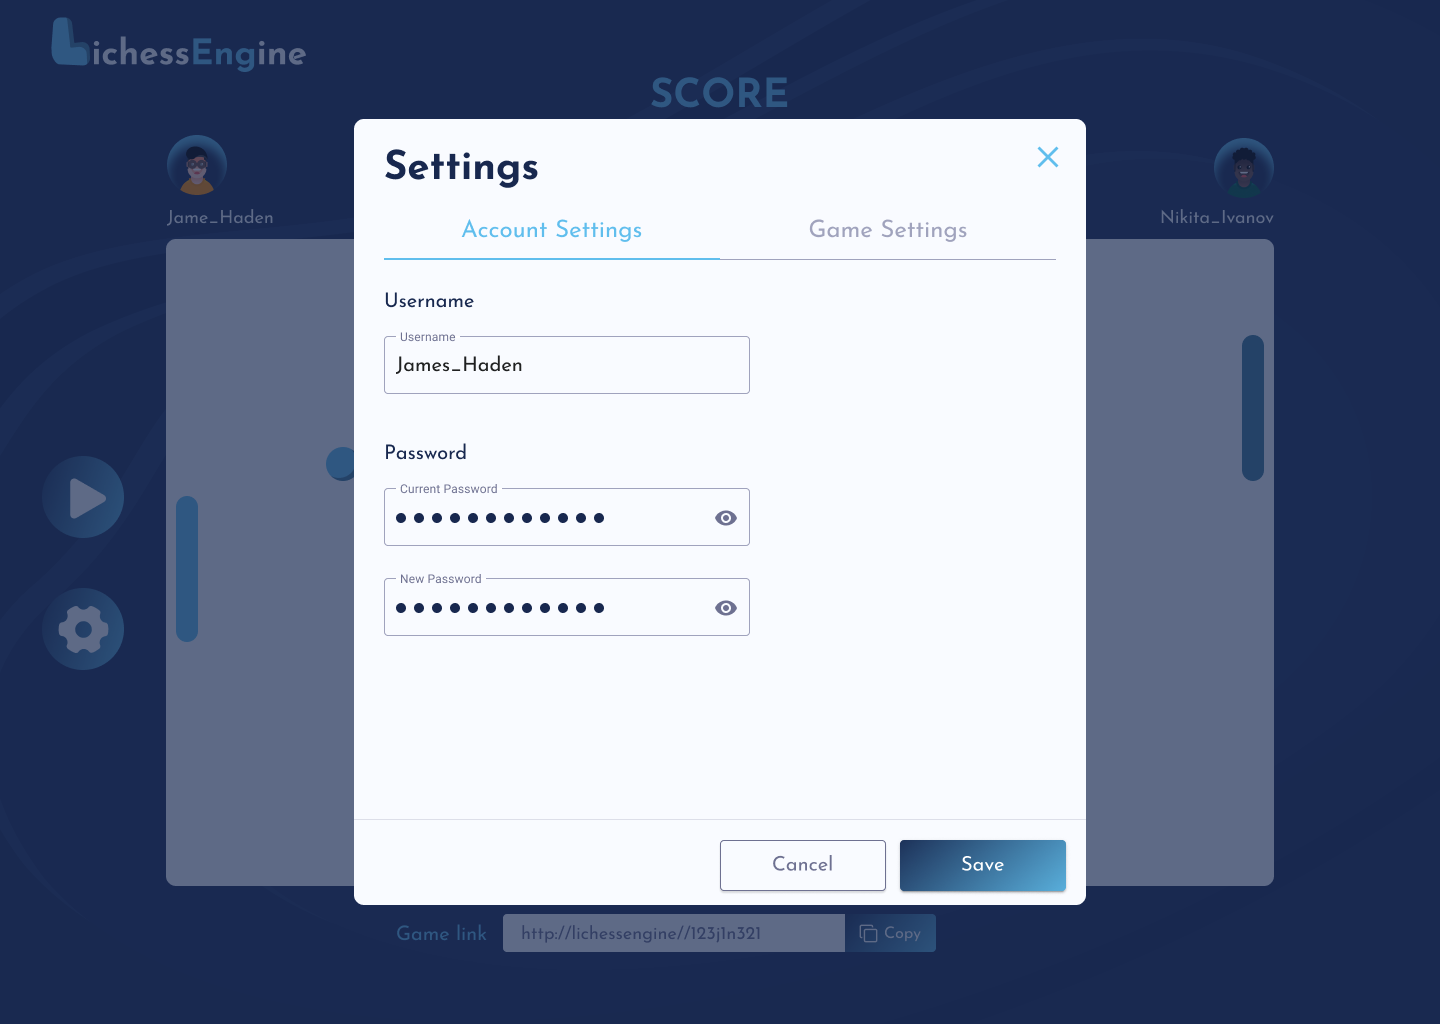 LichessEngine
SCORE
Jame_Haden
Nikita_Ivanov
Settings
Account Settings
Game Settings
Username
Username
James_Haden
Password
Current Password
New Password
Cancel
Save
Game link
http://lichessengine//123j1n321
Copy